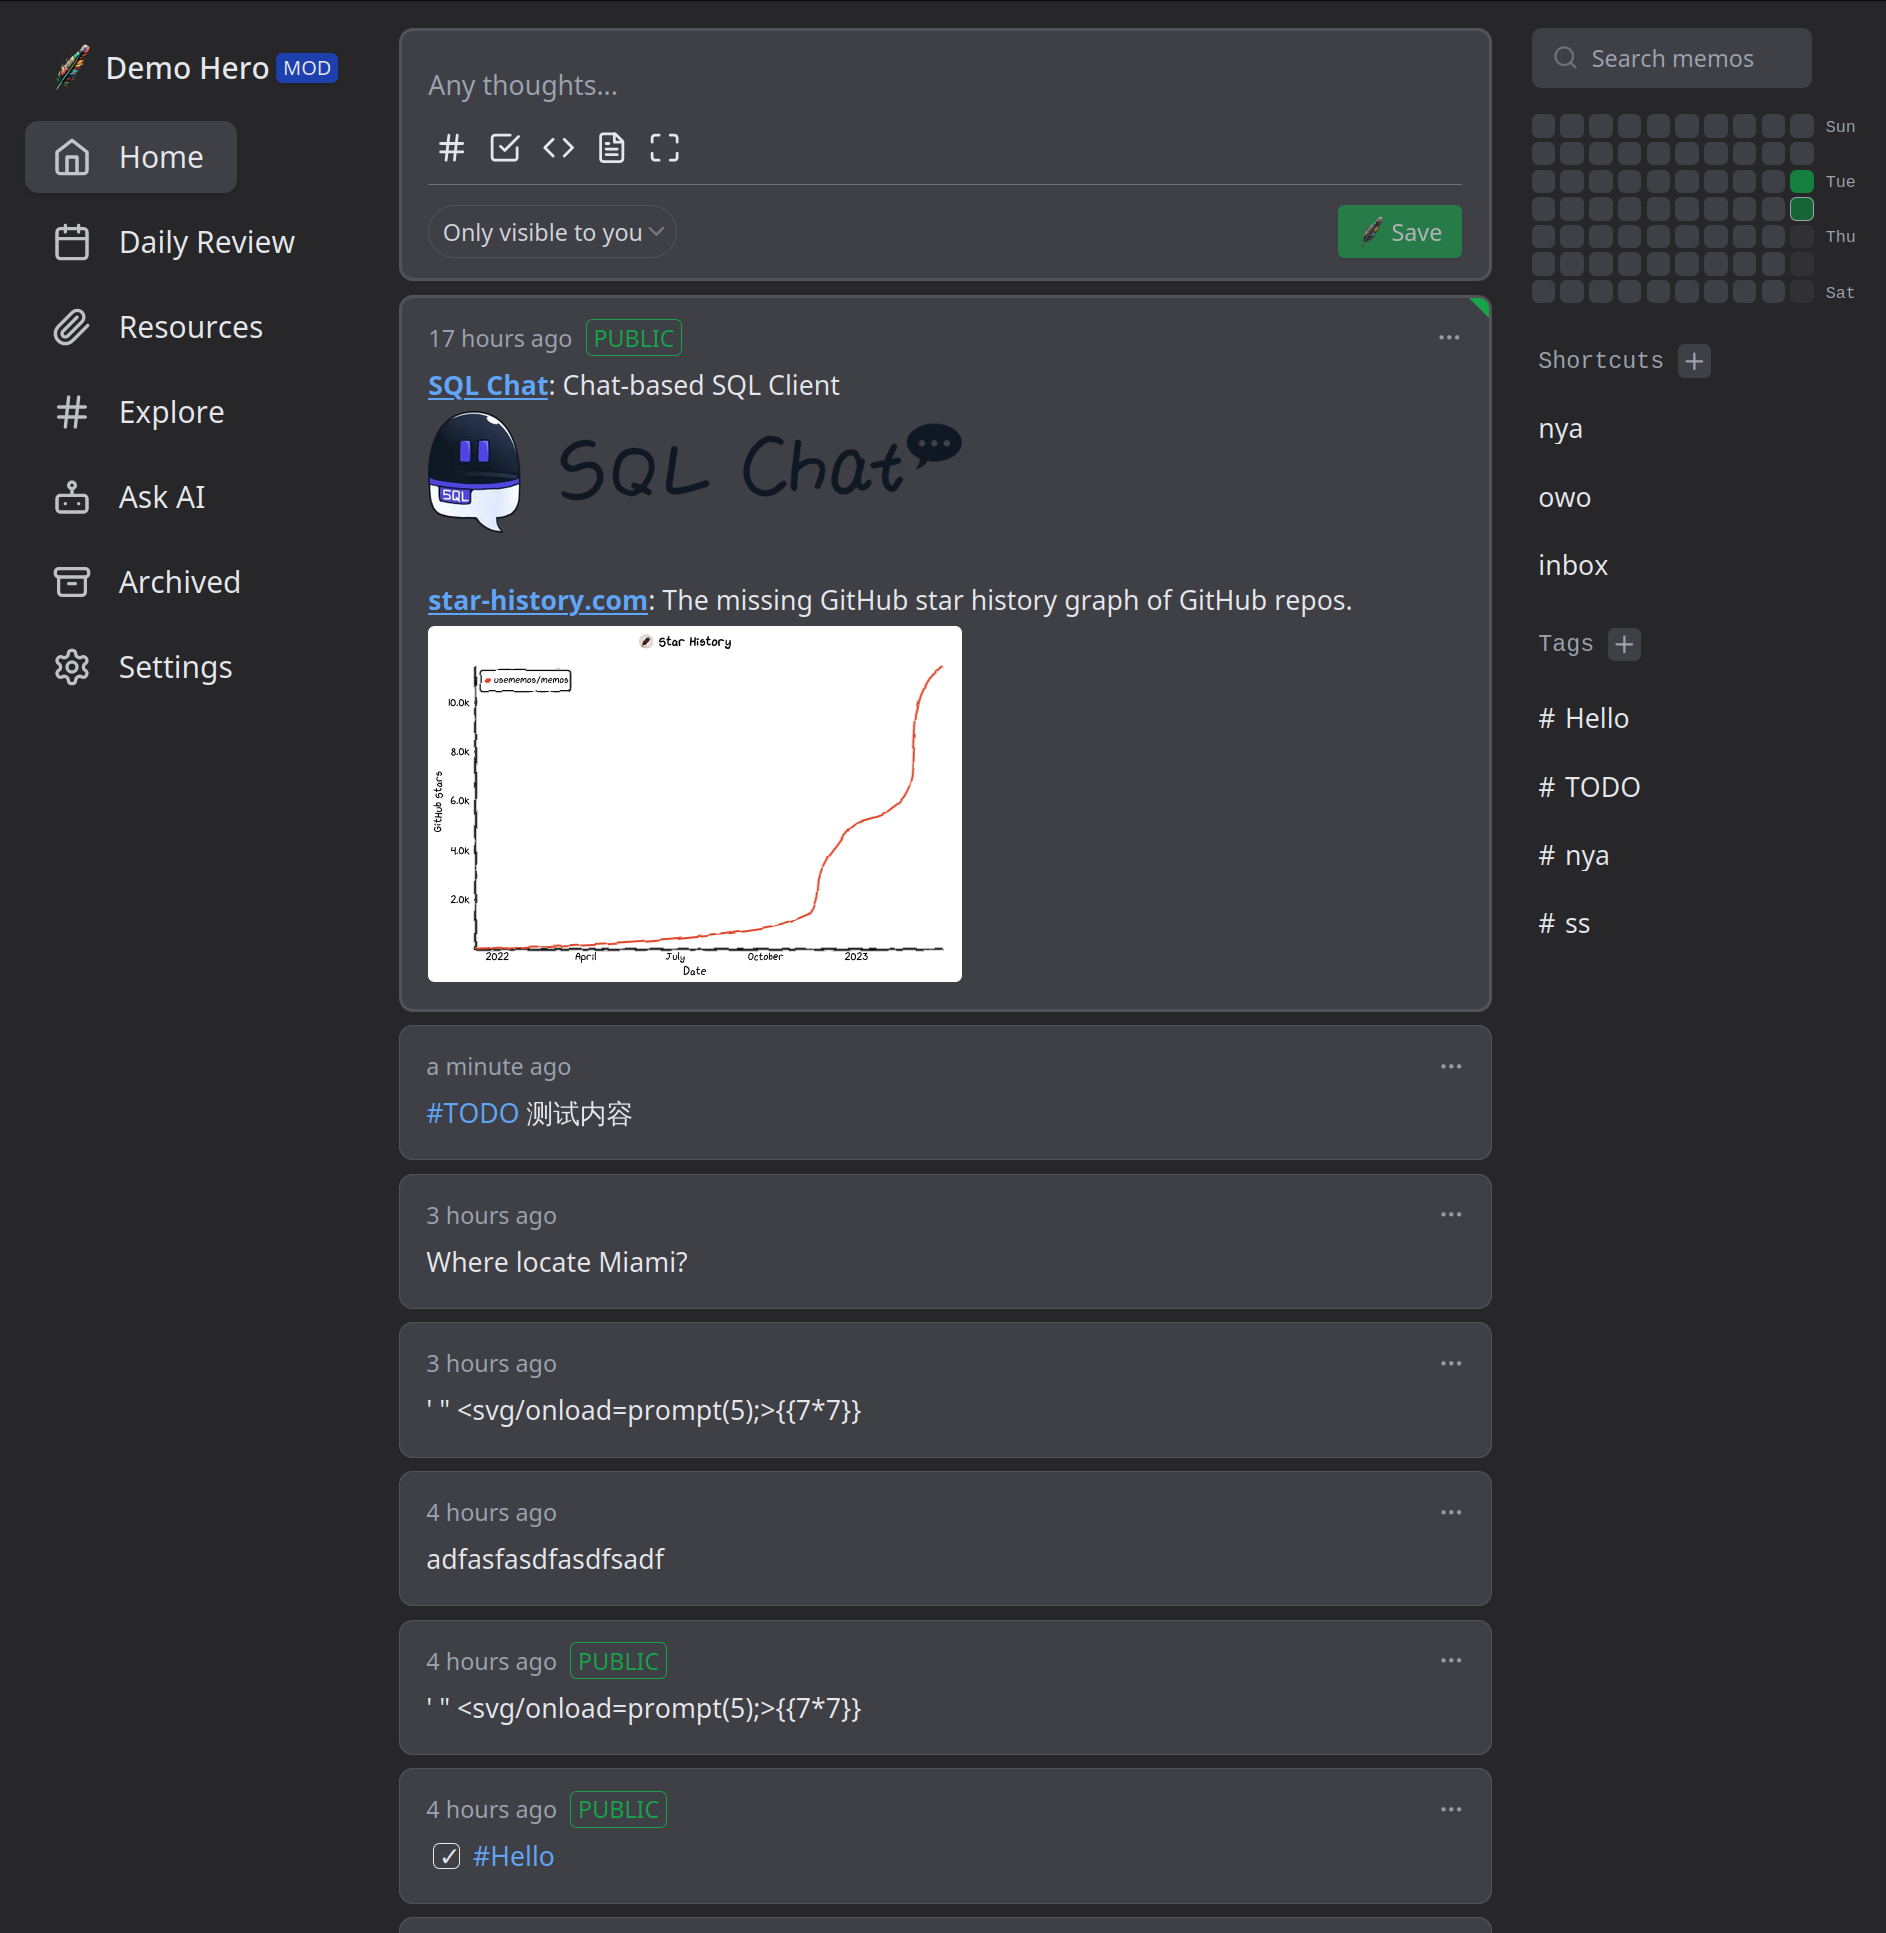 Demo Hero MOD
Home
Daily Review
Resources
Explore
Ask AI
Archived
Settings
Any thoughts...
Only visible to you
Save
17 hours ago PUBLIC
SQL Chat: Chat-based SQL Client
SQL
SQL Chat
star-history.com: The missing GitHub star history graph of GitHub repos.
Star History
usememos/memos
10.0k
8.0k
6.0k
4.0k
2.0k
GitHub Stars
2022 April July October 2023
Date
a minute ago
#TODO 测试内容
3 hours ago
Where locate Miami?
3 hours ago
' " <svg/onload=prompt(5);>{{7*7}}
4 hours ago
adfasfasdfasdfsadf
4 hours ago PUBLIC
' " <svg/onload=prompt(5);>{{7*7}}
4 hours ago PUBLIC
#Hello
Search memos
Sun
Tue
Thu
Sat
Shortcuts +
nya
owo
inbox
Tags +
# Hello
# TODO
# nya
# ss